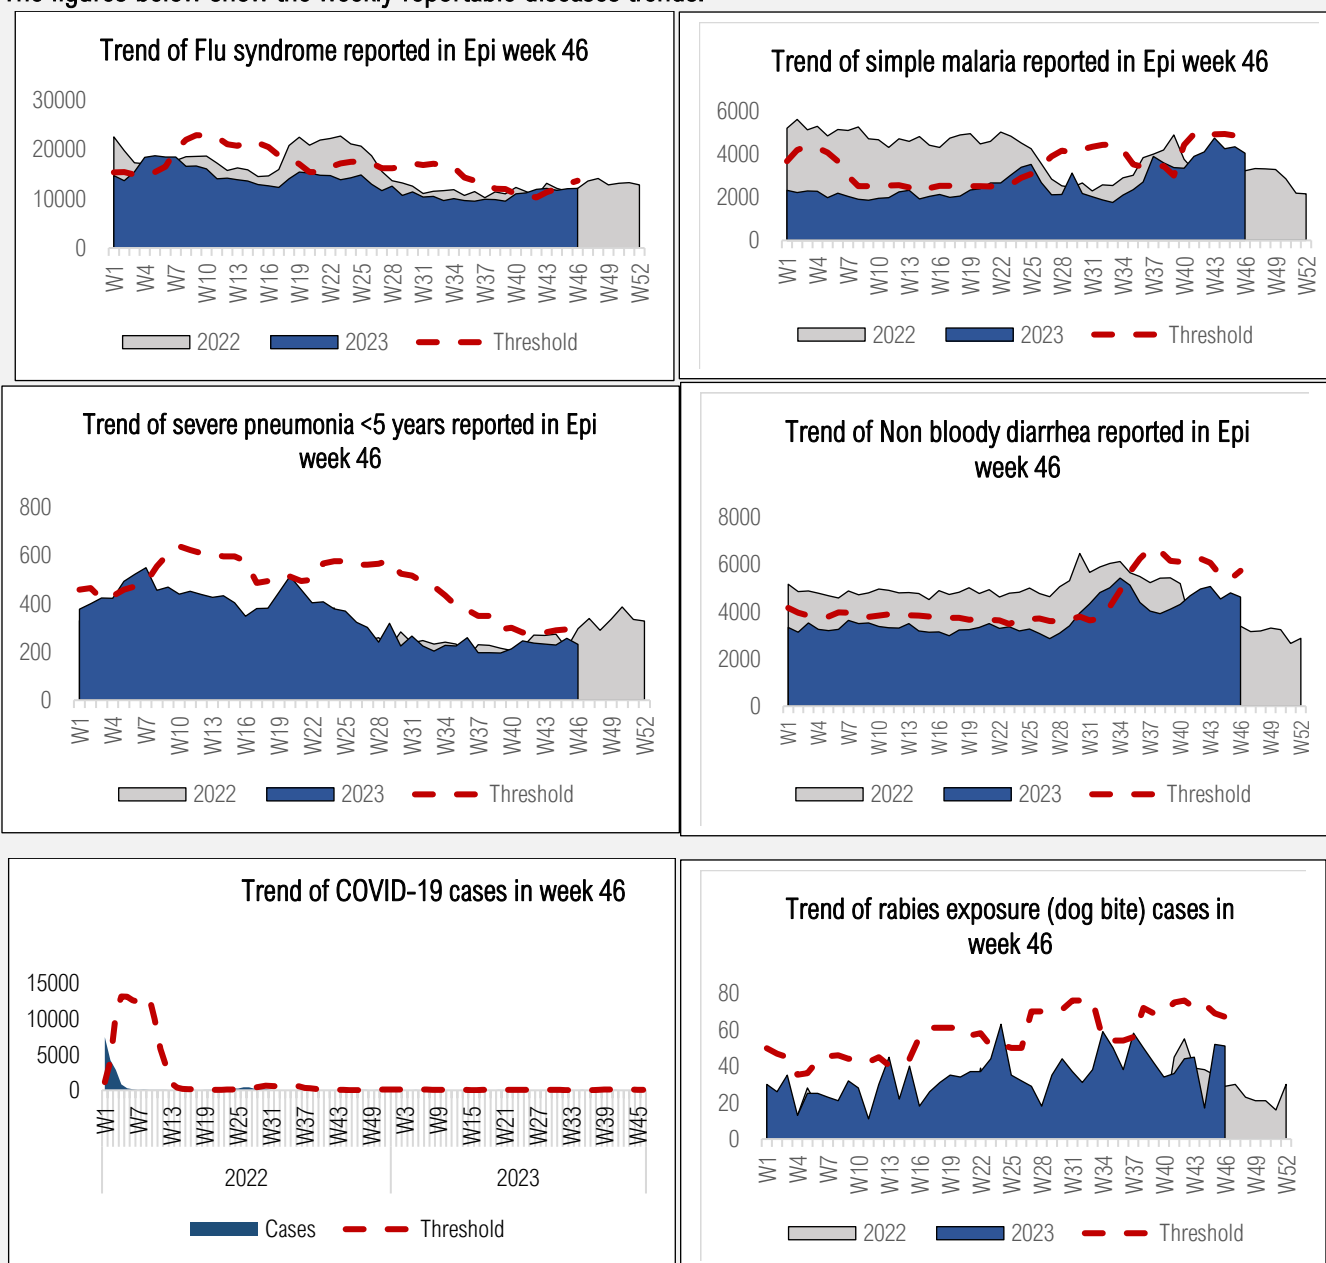 The figures below show the weekly reportable diseases trends.
Trend of Flu syndrome reported in Epi week 46
30000
20000
10000
0
W1 W4 W7 W10 W13 W16 W19 W22 W25 W28 W31 W34 W37 W40 W43 W46 W49 W52
2022 2023 Threshold
Trend of simple malaria reported in Epi week 46
6000
4000
2000
0
W1 W4 W7 W10 W13 W16 W19 W22 W25 W28 W31 W34 W37 W40 W43 W46 W49 W52
2022 2023 Threshold
Trend of severe pneumonia <5 years reported in Epi
week 46
800
600
400
200
0
W1 W4 W7 W10 W13 W16 W19 W22 W25 W28 W31 W34 W37 W40 W43 W46 W49 W52
2022 2023 Threshold
Trend of Non bloody diarrhea reported in Epi
week 46
8000
6000
4000
2000
0
W1 W4 W7 W10 W13 W16 W19 W22 W25 W28 W31 W34 W37 W40 W43 W46 W49 W52
2022 2023 Threshold
Trend of COVID-19 cases in week 46
15000
10000
5000
0
W1 W7 W13 W19 W25 W31 W37 W43 W49 W3 W9 W15 W21 W27 W33 W39 W45
2022 2023
Cases Threshold
Trend of rabies exposure (dog bite) cases in
week 46
80
60
40
20
0
W1 W4 W7 W10 W13 W16 W19 W22 W25 W28 W31 W34 W37 W40 W43 W46 W49 W52
2022 2023 Threshold